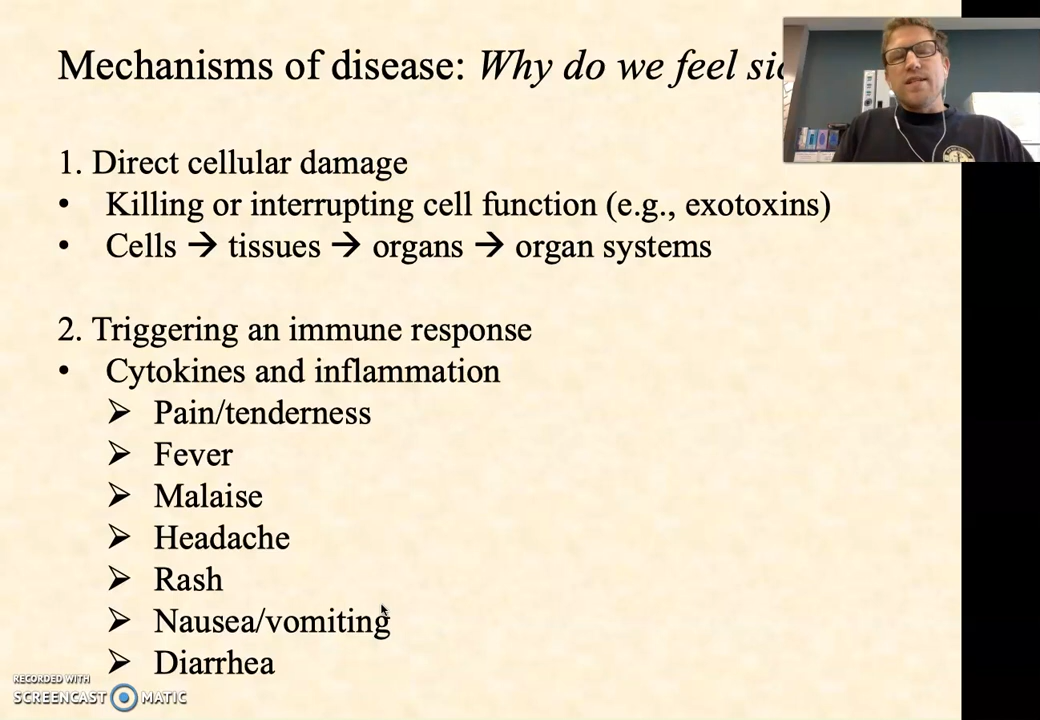 Mechanisms of disease: Why do we feel
1. Direct cellular damage
• Killing or interrupting cell function (e.g., exotoxins)
• Cells → tissues → organs → organ systems
2. Triggering an immune response
• Cytokines and inflammation
➢ Pain/tenderness
➢ Fever
➢ Malaise
➢ Headache
➢ Rash
➢ Nausea/vomiting
➢ Diarrhea
RECORDED WITH
SCREENCAST MATIC